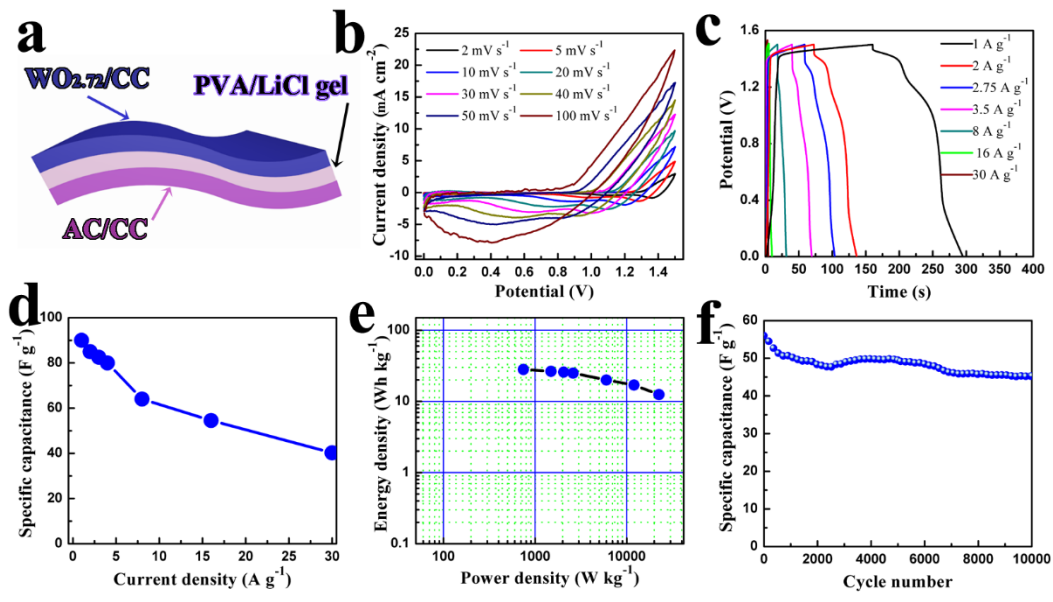 a
WO2.72/CC
PVA/LiCl gel
AC/CC
b
2 mV s-1
5 mV s-1
10 mV s-1
20 mV s-1
30 mV s-1
40 mV s-1
50 mV s-1
100 mV s-1
Current density (mA cm-2)
25
20
15
10
5
0
-5
-10
0.0 0.2 0.4 0.6 0.8 1.0 1.2 1.4
Potential (V)
c
1 A g-1
2 A g-1
2.75 A g-1
3.5 A g-1
8 A g-1
16 A g-1
30 A g-1
Potential (V)
1.6
1.2
0.8
0.4
0.0
0 50 100 150 200 250 300 350 400
Time (s)
d
Specific capacitance (F g-1)
100
80
60
40
20
0
0 5 10 15 20 25 30
Current density (A g-1)
e
Energy density (Wh kg-1)
100
10
1
0.1
100 1000 10000
Power density (W kg-1)
f
Specific capacitance (F g-1)
60
50
40
30
20
10
0
0 2000 4000 6000 8000 10000
Cycle number